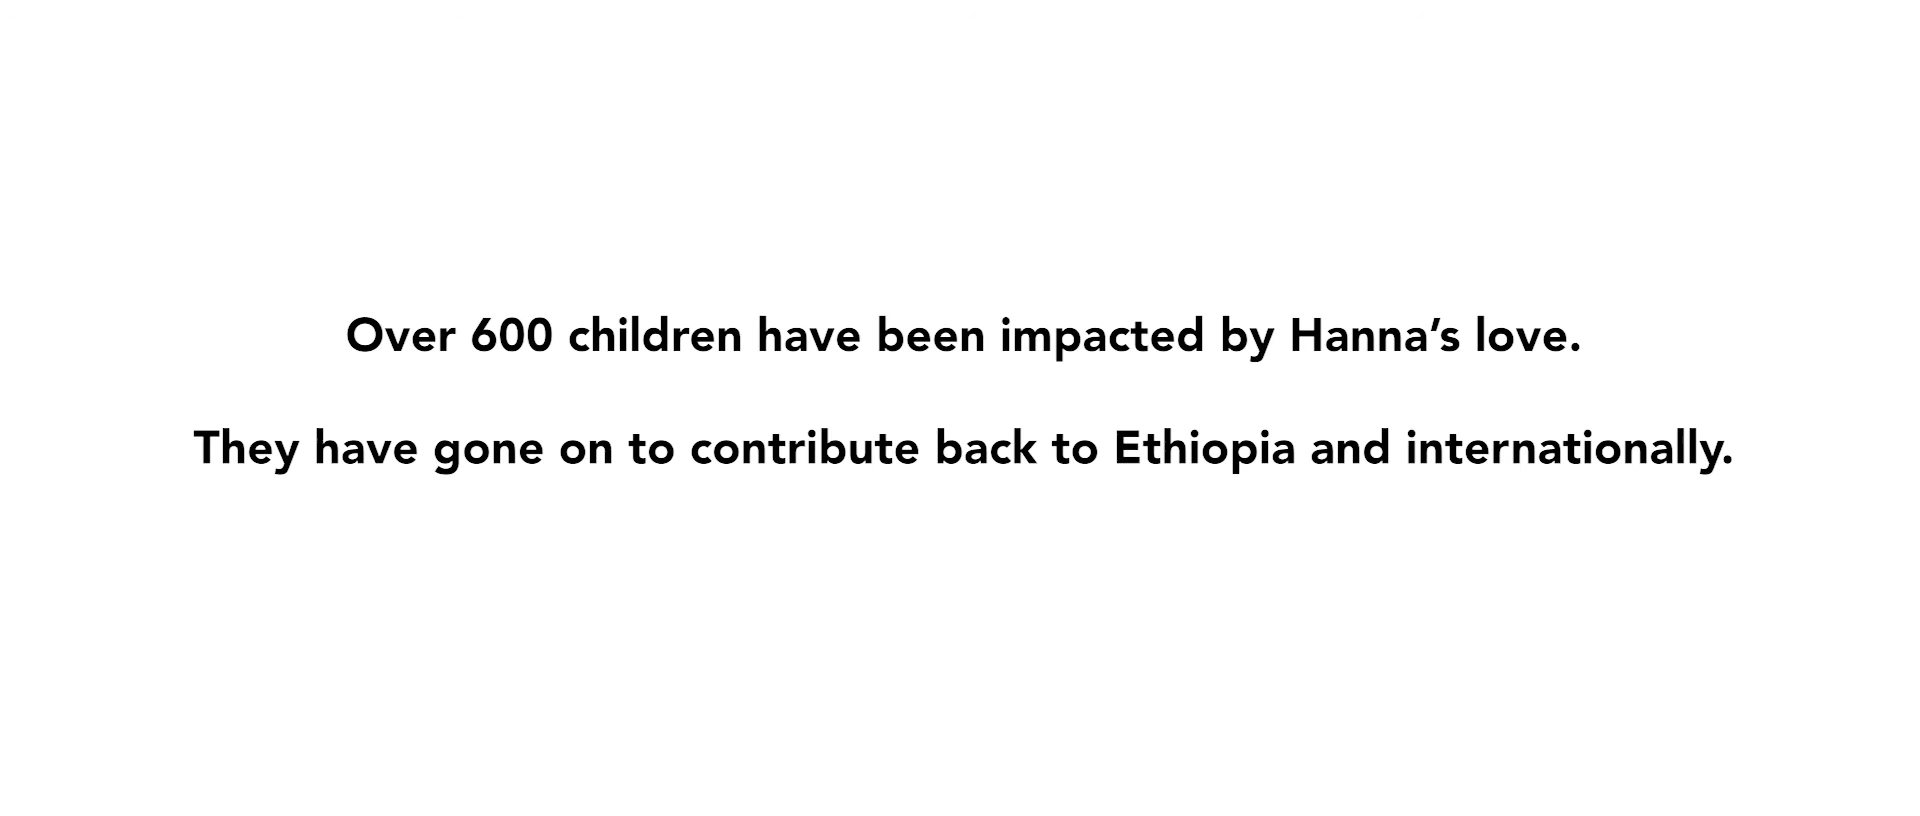 Over 600 children have been impacted by Hanna’s love.
They have gone on to contribute back to Ethiopia and internationally.